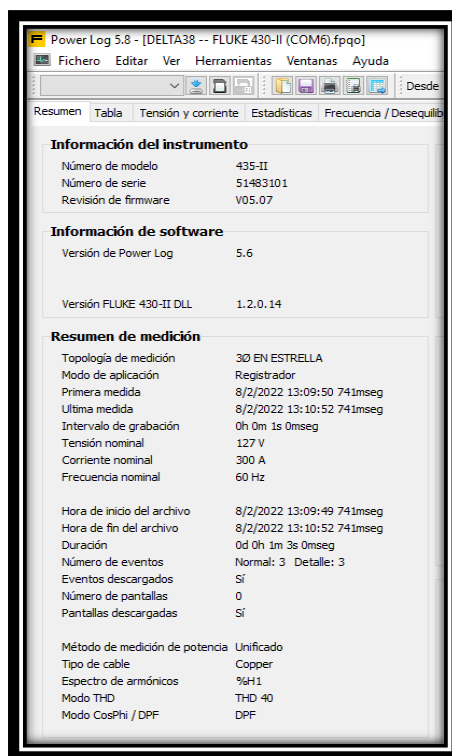 Power Log 5.8 - [DELTA38 -- FLUKE 430-II (COM6).fpqo]
Fichero Editar Ver Herramientas Ventanas Ayuda
Desde
Resumen Tabla Tensión y corriente Estadísticas Frecuencia / Desequilib
Información del instrumento
Número de modelo 435-II
Número de serie 51483101
Revisión de firmware V05.07
Información de software
Versión de Power Log 5.6
Versión FLUKE 430-II DLL 1.2.0.14
Resumen de medición
Topología de medición 3Ø EN ESTRELLA
Modo de aplicación Registrador
Primera medida 8/2/2022 13:09:50 741mseg
Ultima medida 8/2/2022 13:10:52 741mseg
Intervalo de grabación 0h 0m 1s 0mseg
Tensión nominal 127 V
Corriente nominal 300 A
Frecuencia nominal 60 Hz
Hora de inicio del archivo 8/2/2022 13:09:49 741mseg
Hora de fin del archivo 8/2/2022 13:10:52 741mseg
Duración 0d 0h 1m 3s 0mseg
Número de eventos Normal: 3 Detalle: 3
Eventos descargados Sí
Número de pantallas 0
Pantallas descargadas Sí
Método de medición de potencia Unificado
Tipo de cable Copper
Espectro de armónicos %H1
Modo THD THD 40
Modo CosPhi / DPF DPF